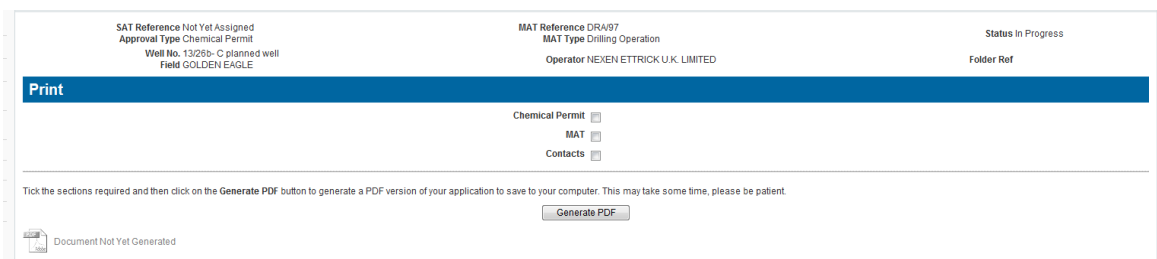 SAT Reference Not Yet Assigned
Approval Type Chemical Permit
Well No. 13/26b- C planned well
Field GOLDEN EAGLE
MAT Reference DRA/97
MAT Type Drilling Operation
Operator NEXEN ETTRICK U.K. LIMITED
Status In Progress
Folder Ref
Print
Chemical Permit
MAT
Contacts
Tick the sections required and then click on the Generate PDF button to generate a PDF version of your application to save to your computer. This may take some time, please be patient.
Generate PDF
Document Not Yet Generated